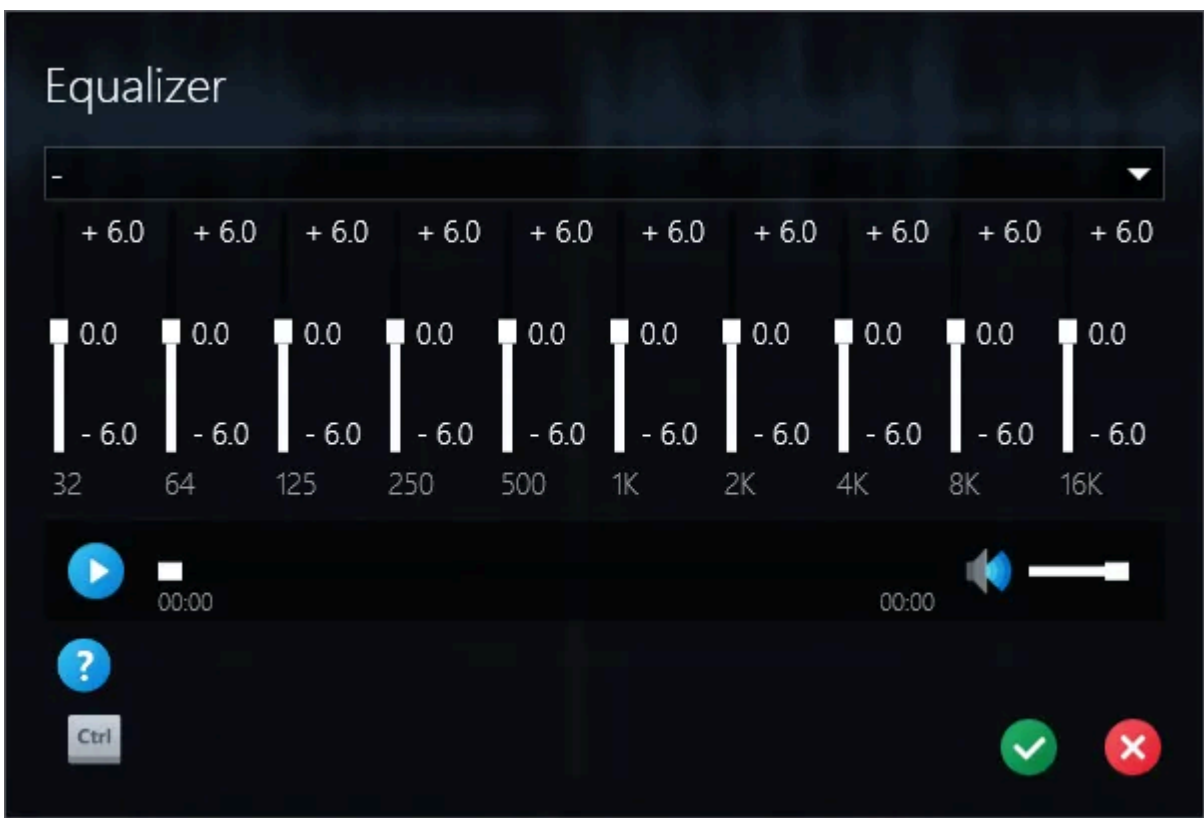 Equalizer
-
+ 6.0 + 6.0 + 6.0 + 6.0 + 6.0 + 6.0 + 6.0 + 6.0 + 6.0 + 6.0
0.0 0.0 0.0 0.0 0.0 0.0 0.0 0.0 0.0 0.0
- 6.0 - 6.0 - 6.0 - 6.0 - 6.0 - 6.0 - 6.0 - 6.0 - 6.0 - 6.0
32 64 125 250 500 1K 2K 4K 8K 16K
00:00 00:00
?
Ctrl